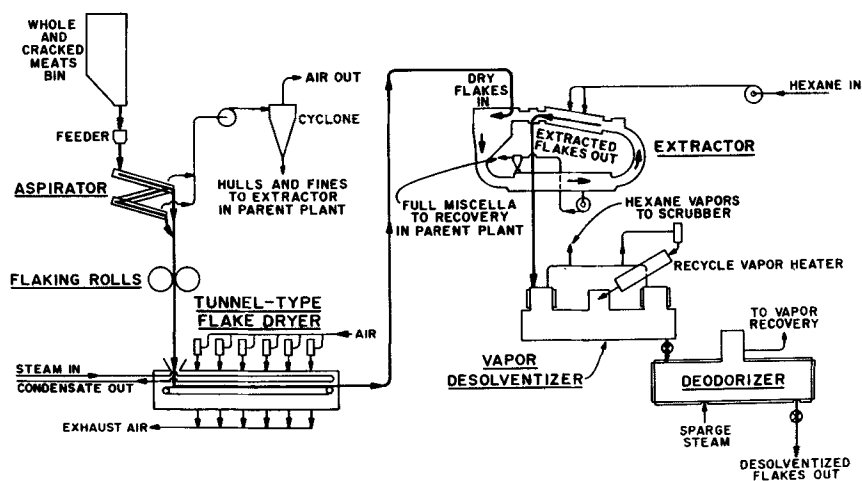 WHOLE
AND
CRACKED
MEATS
BIN
FEEDER
ASPIRATOR
AIR OUT
CYCLONE
HULLS AND FINES
TO EXTRACTOR
IN PARENT PLANT
FLAKING ROLLS
TUNNEL-TYPE
FLAKE DRYER
AIR
STEAM IN
CONDENSATE OUT
EXHAUST AIR
DRY
FLAKES
IN
HEXANE IN
EXTRACTED
FLAKES OUT
EXTRACTOR
FULL MISCELLA
TO RECOVERY
IN PARENT PLANT
HEXANE VAPORS
TO SCRUBBER
RECYCLE VAPOR HEATER
VAPOR
DESOLVENTIZER
TO VAPOR
RECOVERY
DEODORIZER
SPARGE
STEAM
DESOLVENTIZED
FLAKES OUT